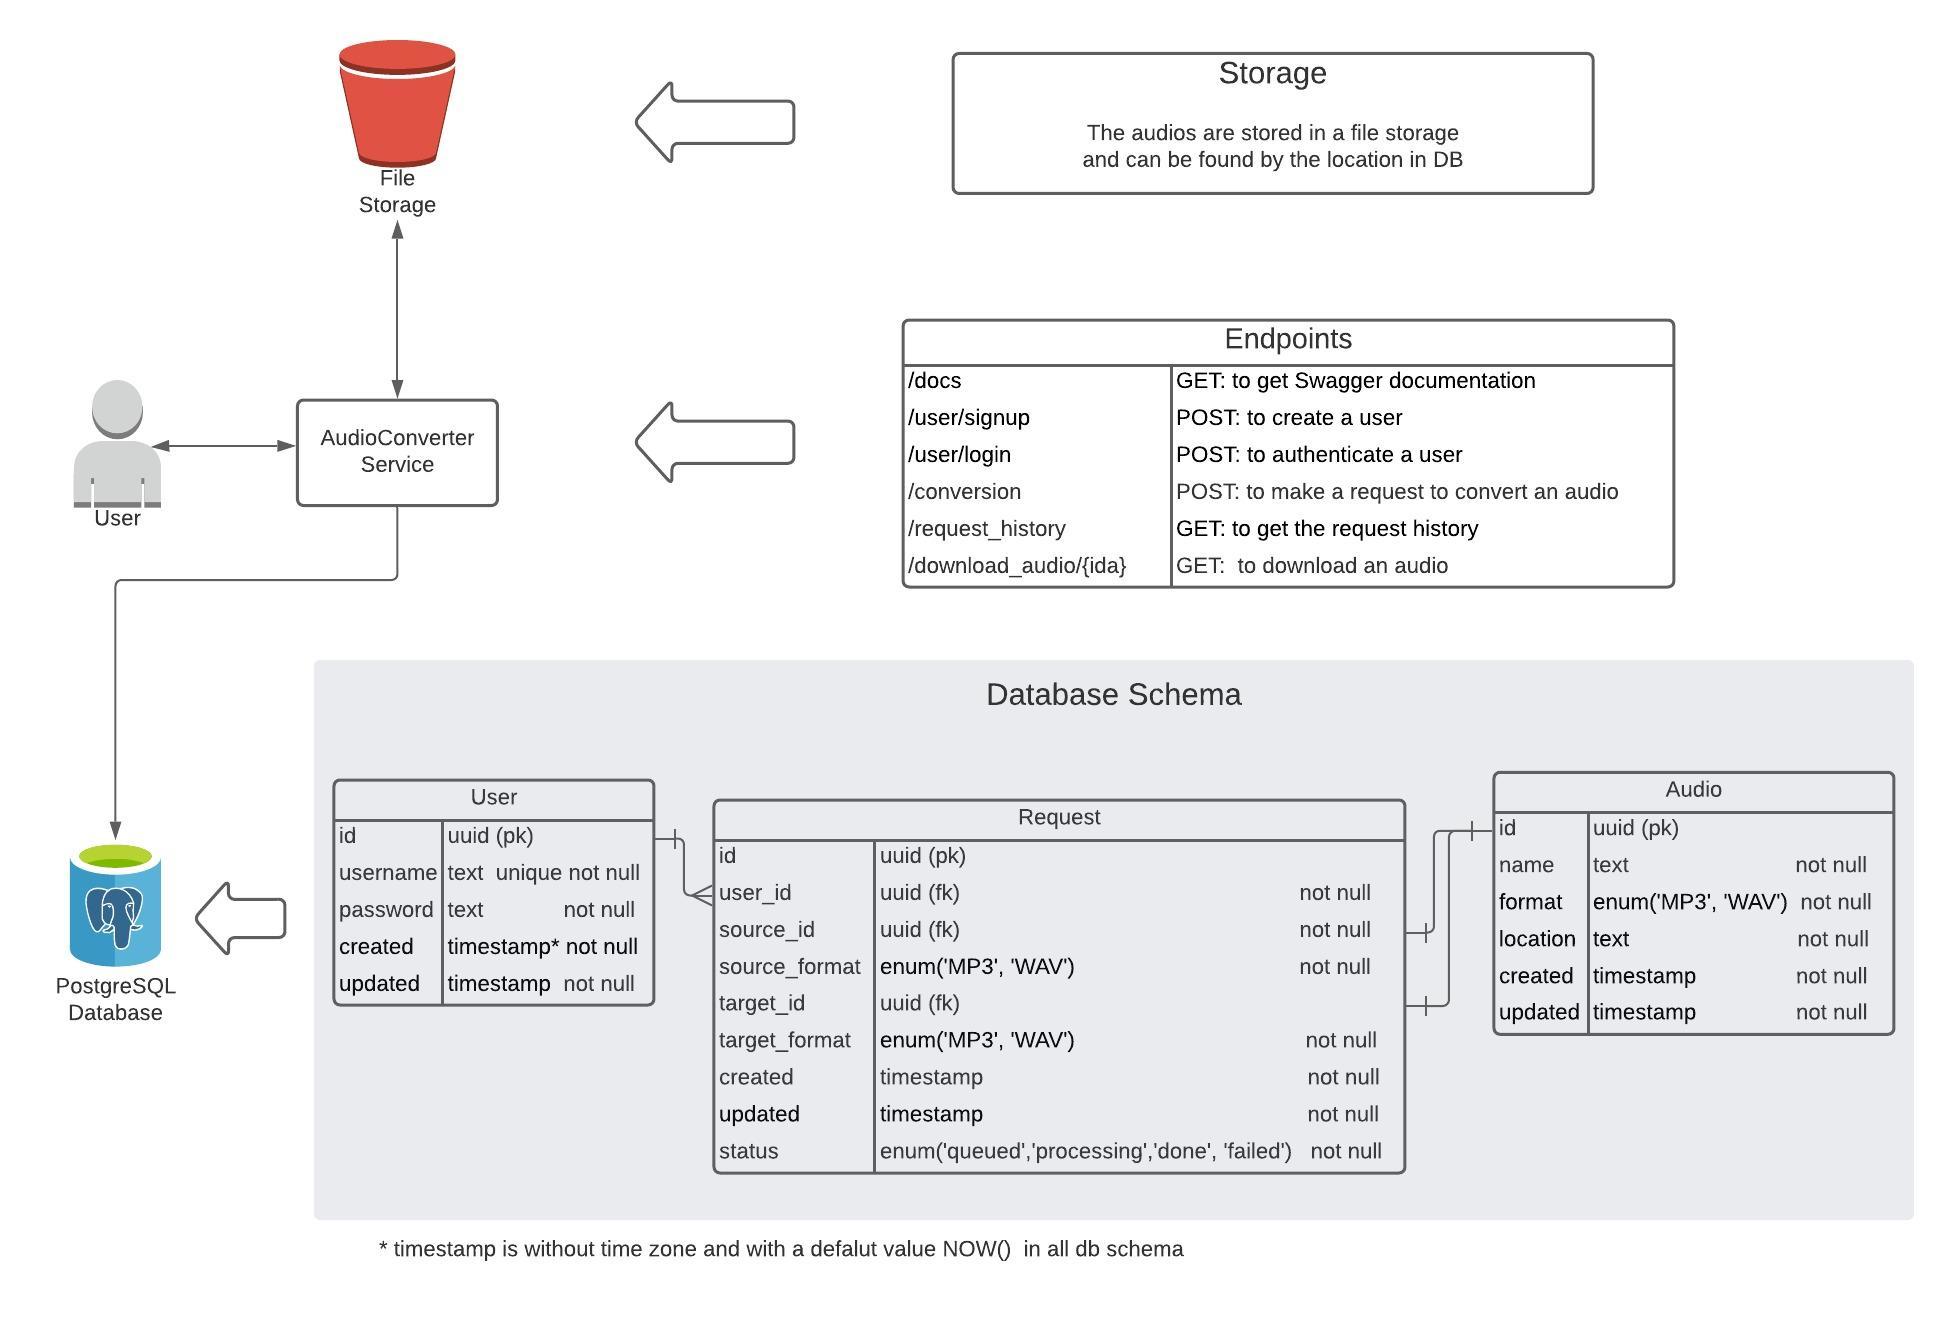 File
Storage
Storage
The audios are stored in a file storage
and can be found by the location in DB
User
AudioConverter
Service
Endpoints
/docs GET: to get Swagger documentation
/user/signup POST: to create a user
/user/login POST: to authenticate a user
/conversion POST: to make a request to convert an audio
/request_history GET: to get the request history
/download_audio/{ida} GET:  to download an audio
PostgreSQL
Database
Database Schema
User
id uuid (pk)
username text unique not null
password text not null
created timestamp* not null
updated timestamp not null
Request
id uuid (pk)
user_id uuid (fk) not null
source_id uuid (fk) not null
source_format enum('MP3', 'WAV') not null
target_id uuid (fk)
target_format enum('MP3', 'WAV') not null
created timestamp not null
updated timestamp not null
status enum('queued','processing','done', 'failed') not null
Audio
id uuid (pk)
name text not null
format enum('MP3', 'WAV') not null
location text not null
created timestamp not null
updated timestamp not null
* timestamp is without time zone and with a defalut value NOW()  in all db schema